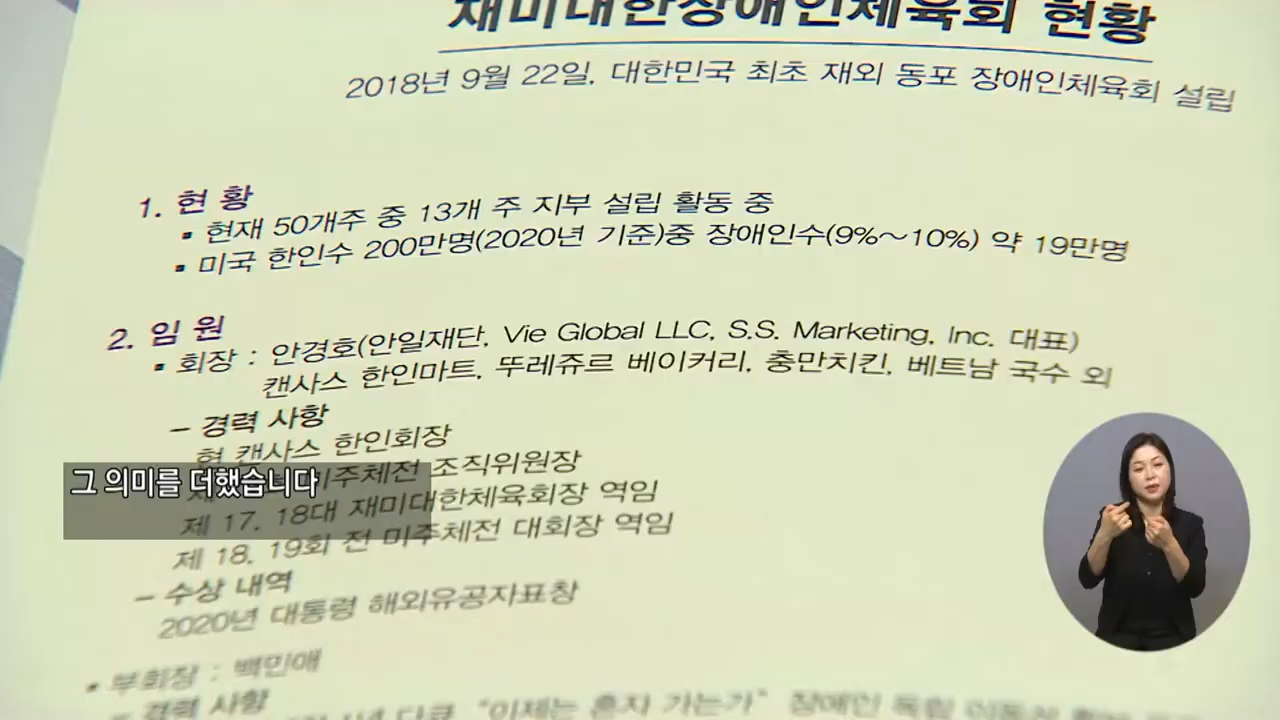 재미대한장애인체육회 현황
2018년 9월 22일, 대한민국 최초 재외 동포 장애인체육회 설립
1. 현 황
▪ 현재 50개주 중 13개 주 지부 설립 활동 중
▪ 미국 한인수 200만명(2020년 기준)중 장애인수(9%~10%) 약 19만명
2. 임 원
▪ 회장 : 안경호(안일재단, Vie Global LLC, S.S. Marketing, Inc. 대표)
캔사스 한인마트, 뚜레쥬르 베이커리, 충만치킨, 베트남 국수 외
- 경력 사항
현 캔사스 한인회장
미주체전 조직위원장
그 의미를 더했습니다
제 17, 18대 재미대한체육회장 역임
제 18, 19회 전 미주체전 대회장 역임
- 수상 내역
2020년 대통령 해외유공자표창
▪ 부회장 : 백민애
- 경력 사항
다큐 “이제는 혼자 가는가” 장애인 독립